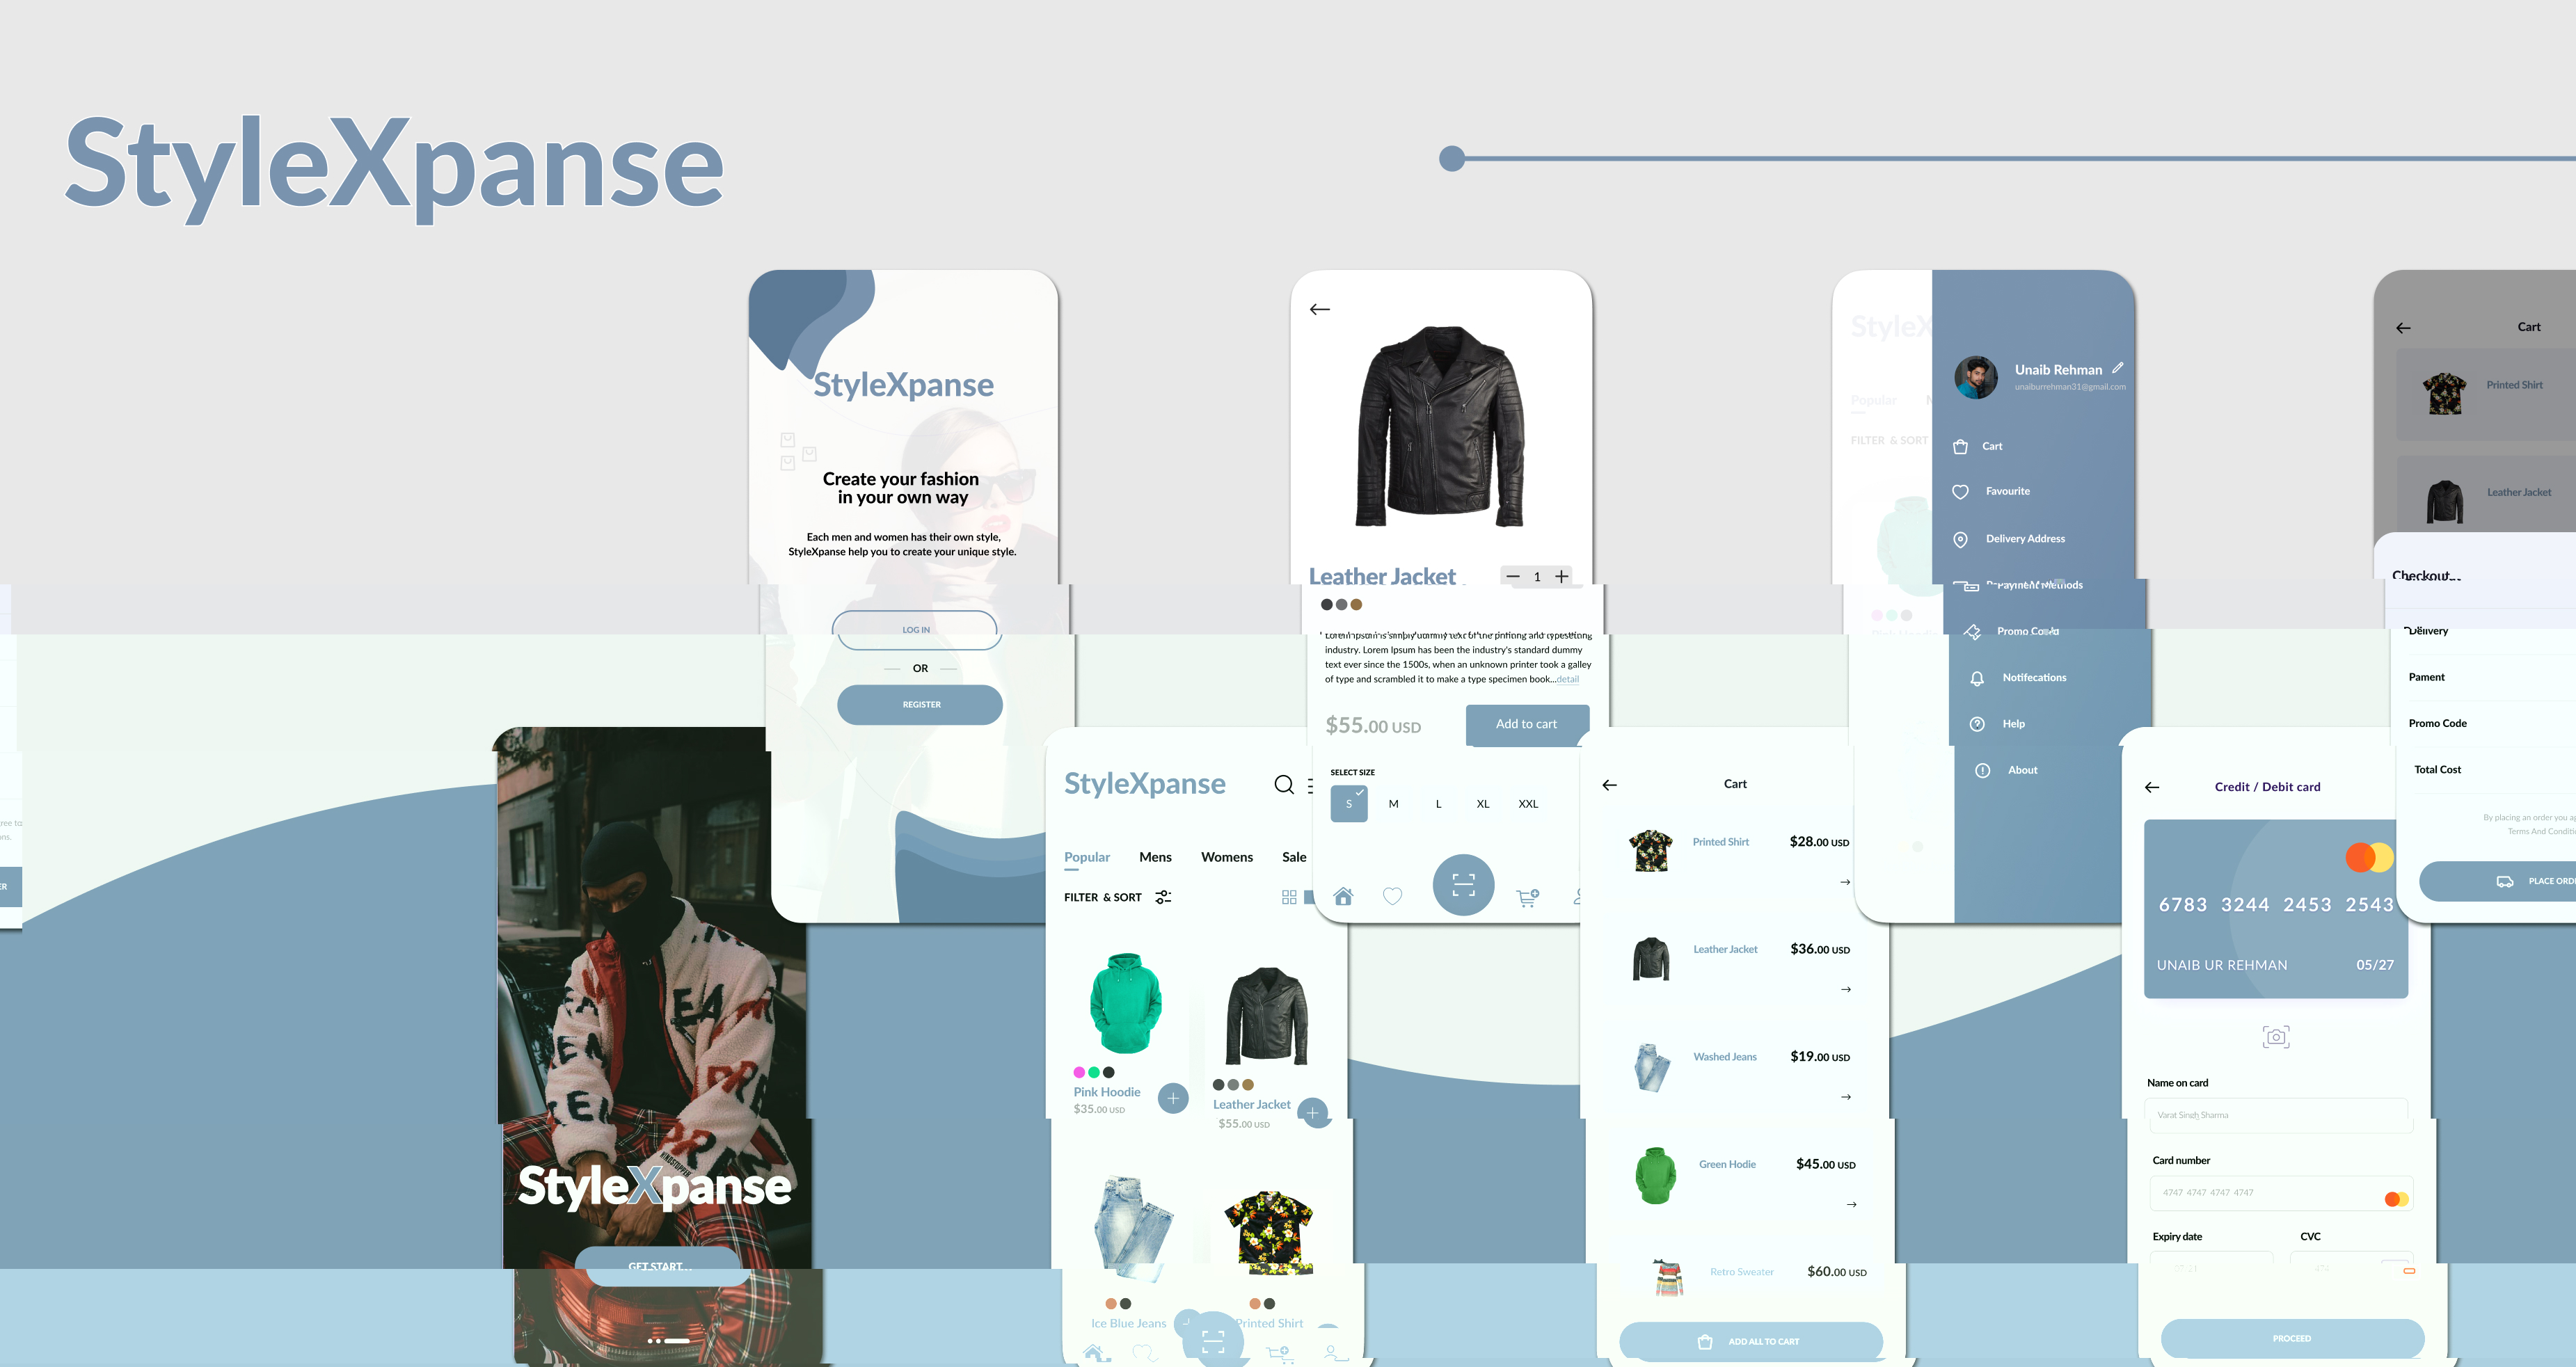 StyleXpanse
StyleXpanse
Create your fashion
in your own way
Each men and women has their own style,
StyleXpanse help you to create your unique style.
LOG IN
OR
REGISTER
Leather Jacket
1
Lorem Ipsum is simply dummy text of the printing and typesetting
industry. Lorem Ipsum has been the industry's standard dummy
text ever since the 1500s, when an unknown printer took a galley
of type and scrambled it to make a type specimen book...detail
$55.00 USD
Add to cart
SELECT SIZE
S M L XL XXL
StyleX
Popular
FILTER & SORT
Unaib Rehman
unaiburrehman31@gmail.com
Cart
Favourite
Delivery Address
Promo
Notifecations
Help
About
Cart
Printed Shirt
Leather Jacket
Checkout
Delivery
Pament
Promo Code
Total Cost
By placing an order you ag
Terms And Conditio
PLACE ORD
ree to
ons.
ER
StyleXpanse
GET START
StyleXpanse
Popular Mens Womens Sale
FILTER & SORT
Pink Hoodie
$35.00 USD
Leather Jacket
$55.00 USD
Ice Blue Jeans
Printed Shirt
Cart
Printed Shirt $28.00 USD
Leather Jacket $36.00 USD
Washed Jeans $19.00 USD
Green Hodie $45.00 USD
Retro Sweater $60.00 USD
ADD ALL TO CART
Credit / Debit card
6783 3244 2453 2543
UNAIB UR REHMAN 05/27
Name on card
Varat Singh Sharma
Card number
4747 4747 4747 4747
Expiry date CVC
PROCEED